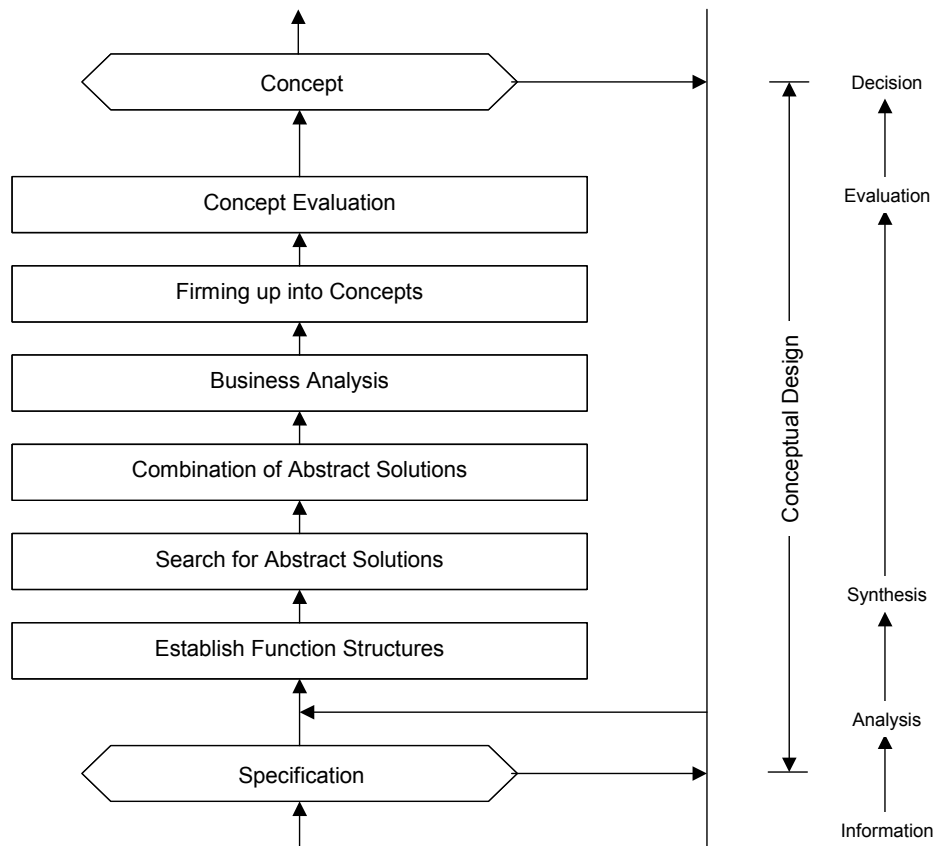 Concept
Concept Evaluation
Firming up into Concepts
Business Analysis
Combination of Abstract Solutions
Search for Abstract Solutions
Establish Function Structures
Specification
Conceptual Design
Decision
Evaluation
Synthesis
Analysis
Information